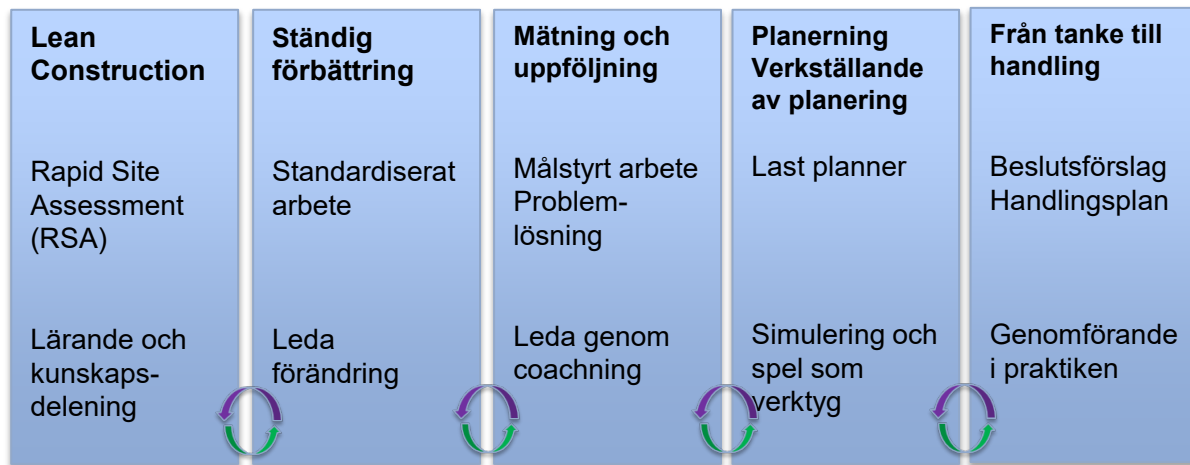 Lean
Construction
Rapid Site
Assessment
(RSA)
Lärande och
kunskaps-
delening
Ständig
förbättring
Standardiserat
arbete
Leda
förändring
Mätning och
uppföljning
Målstyrt arbete
Problem-
lösning
Leda genom
coachning
Planerning
Verkställande
av planering
Last planner
Simulering och
spel som
verktyg
Från tanke till
handling
Beslutsförslag
Handlingsplan
Genomförande
i praktiken